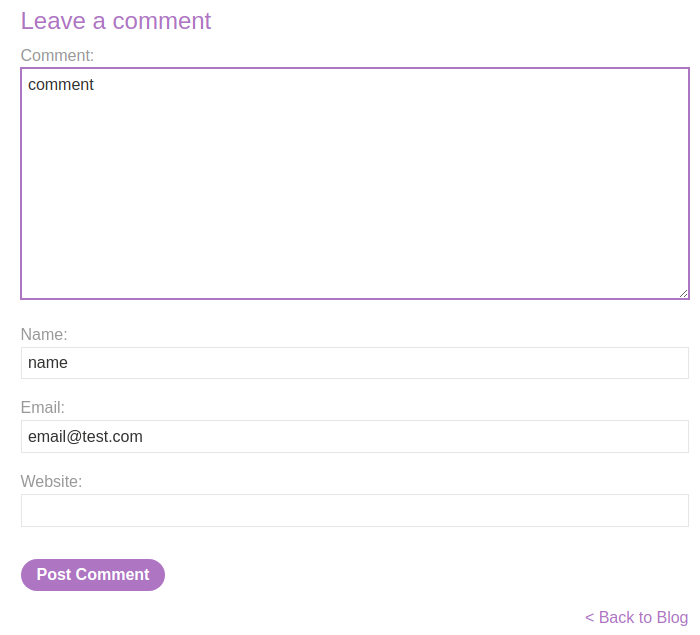 Leave a comment
Comment:
comment
Name:
name
Email:
email@test.com
Website:
Post Comment
< Back to Blog